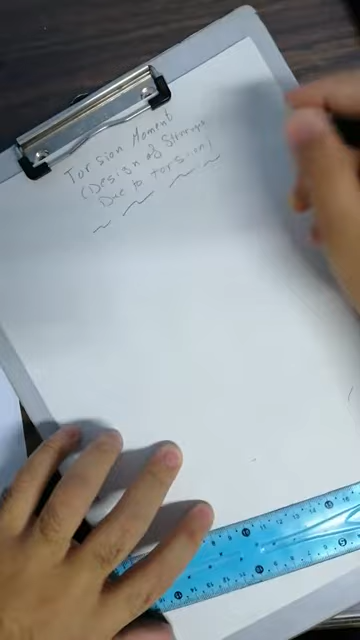 Torsion Moment
(Design of Stirrups
Due to torsion)